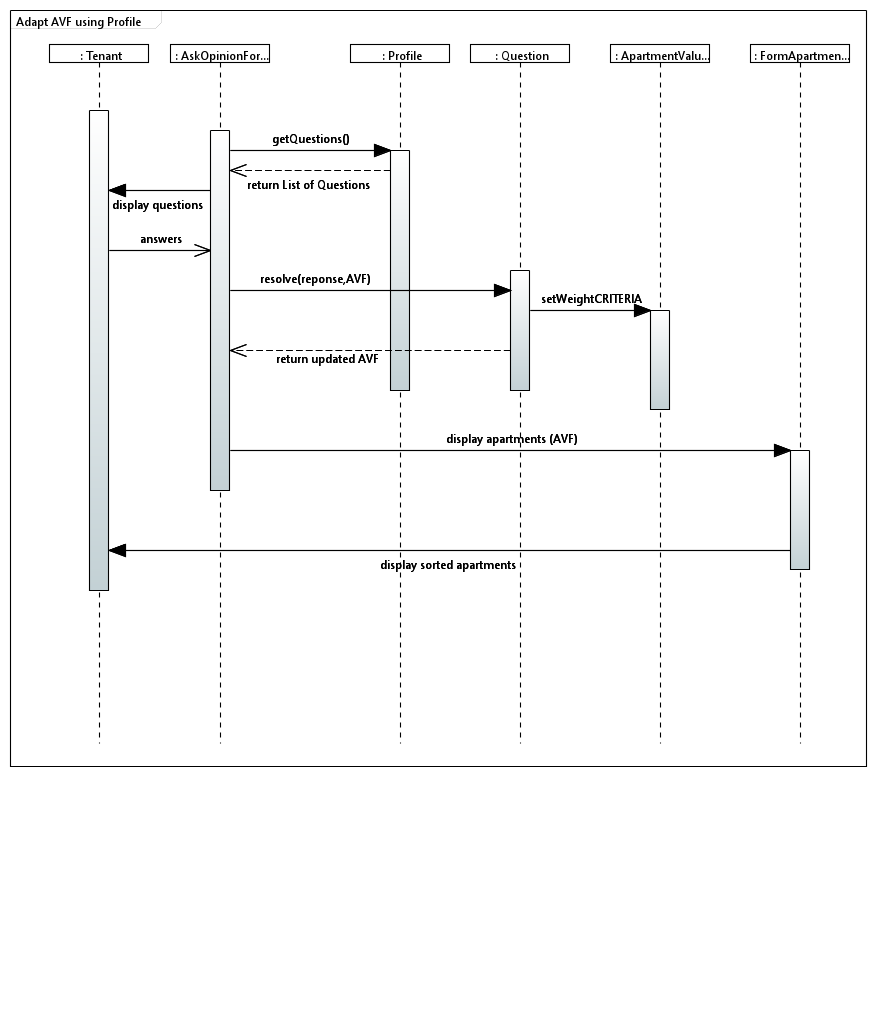 Adapt AVF using Profile
: Tenant
: AskOpinionFor...
: Profile
: Question
: ApartmentValu...
: FormApartmen...
getQuestions()
return List of Questions
display questions
answers
resolve(reponse,AVF)
setWeightCRITERIA
return updated AVF
display apartments (AVF)
display sorted apartments